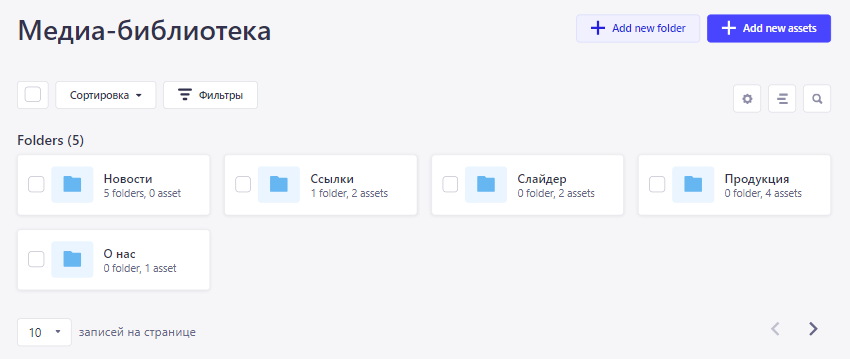 Медиа-библиотека
Add new folder
Add new assets
Сортировка
Фильтры
Folders (5)
Новости
5 folders, 0 asset
Ссылки
1 folder, 2 assets
Слайдер
0 folder, 2 assets
Продукция
0 folder, 4 assets
О нас
0 folder, 1 asset
10 записей на странице